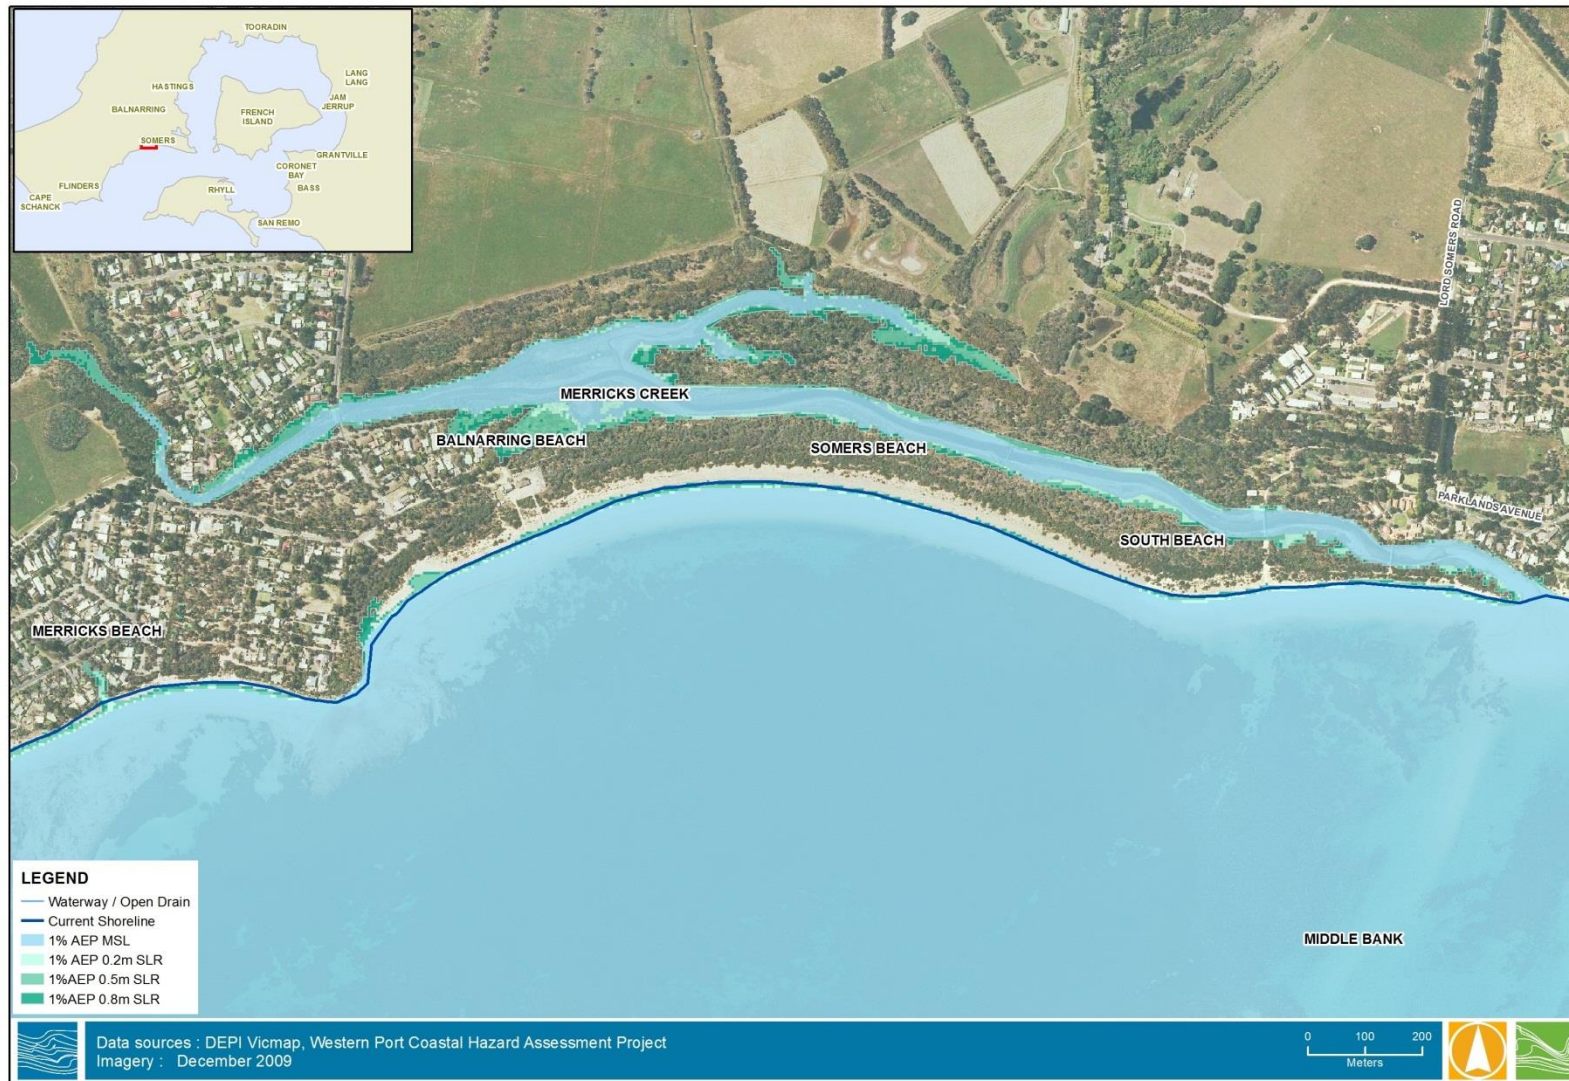 TOORADIN
LANG
LANG
HASTINGS
JAM
JERRUP
BALNARRING
FRENCH
ISLAND
SOMERS
GRANTVILLE
CORONET
BAY
FLINDERS
RHYLL
BASS
CAPE
SCHANCK
SAN REMO
LORD SOMERS ROAD
MERRICKS CREEK
BALNARRING BEACH
SOMERS BEACH
PARKLANDS AVENUE
SOUTH BEACH
MERRICKS BEACH
MIDDLE BANK
LEGEND
Waterway / Open Drain
Current Shoreline
1% AEP MSL
1% AEP 0.2m SLR
1%AEP 0.5m SLR
1%AEP 0.8m SLR
Data sources : DEPI Vicmap, Western Port Coastal Hazard Assessment Project
Imagery : December 2009
0 100 200
Meters